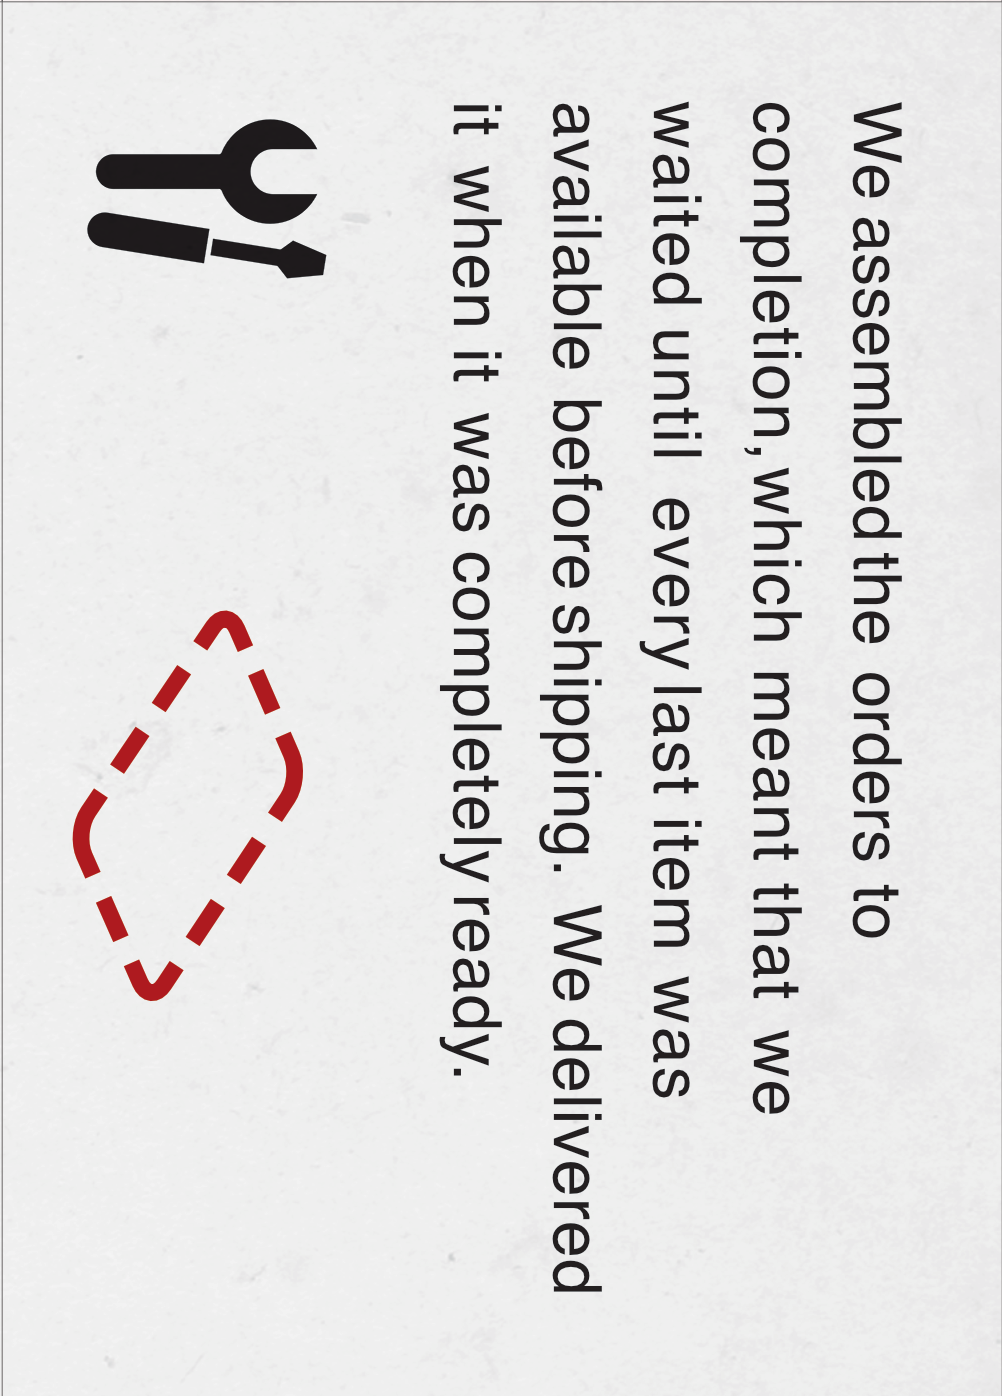 We assembled the orders to
completion, which meant that we
waited until every last item was
available before shipping. We delivered
it when it was completely ready.